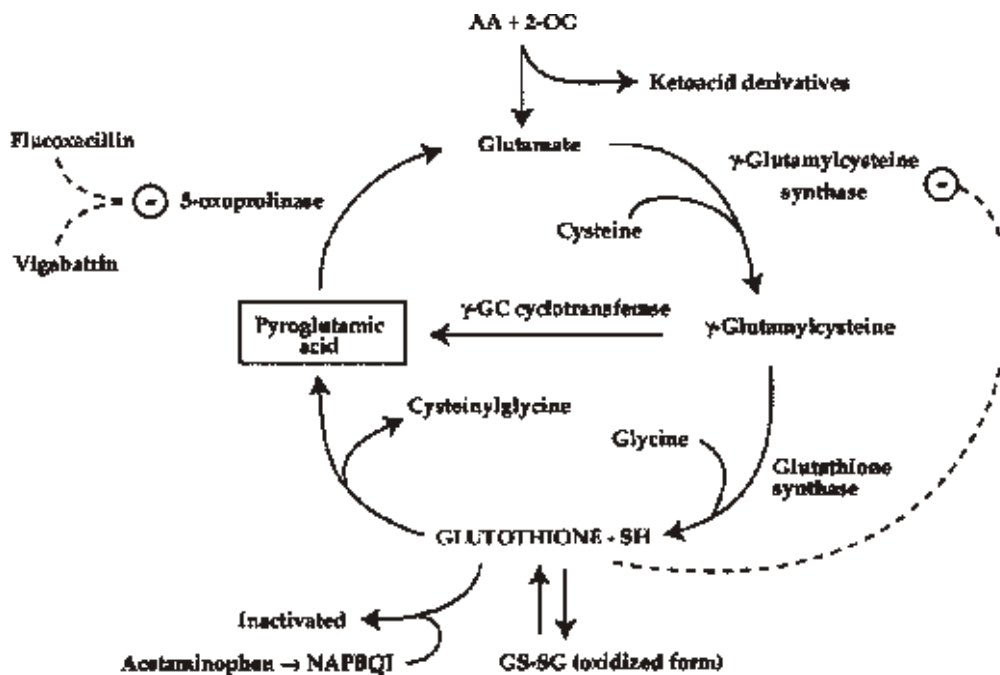 AA + 2-OG
Ketoacid derivatives
Flucoxacillin
Glutamate
γ-Glutamylcysteine
synthase
-
= - 5-oxoprolinase
Cysteine
Vigabatrin
γ-GC cyclotransferase
Pyroglutamic
acid
γ-Glutamylcysteine
Cysteinylglycine
Glycine
Glutathione
synthase
GLUTOTHIONE - SH
Inactivated
Acetaminophen → NAPBQI
GS-SG (oxidized form)